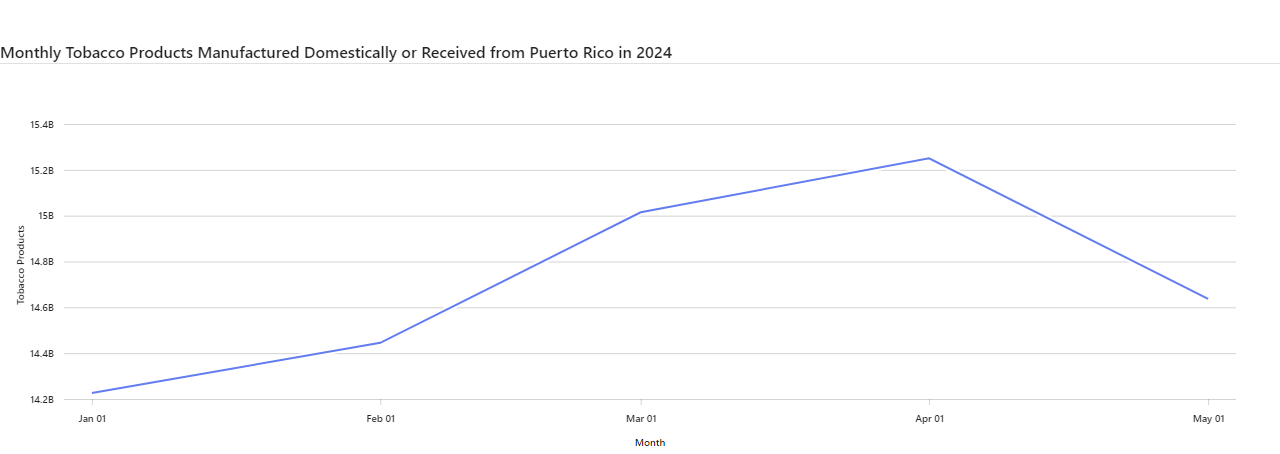 Monthly Tobacco Products Manufactured Domestically or Received from Puerto Rico in 2024
15.4B
15.2B
15B
14.8B
14.6B
14.4B
14.2B
Tobacco Products
Jan 01
Feb 01
Mar 01
Apr 01
May 01
Month